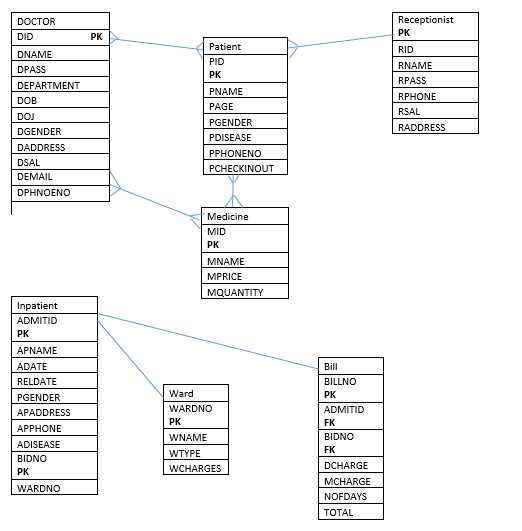 DOCTOR
DID PK
DNAME
DPASS
DEPARTMENT
DOB
DOJ
DGENDER
DADDRESS
DSAL
DEMAIL
DPHNOENO
Patient
PID
PK
PNAME
PAGE
PGENDER
PDISEASE
PPHONENO
PCHECKINOUT
Receptionist
PK
RID
RNAME
RPASS
RPHONE
RSAL
RADDRESS
Medicine
MID
PK
MNAME
MPRICE
MQUANTITY
Inpatient
ADMITID
PK
APNAME
ADATE
RELDATE
PGENDER
APADDRESS
APPHONE
ADISEASE
BIDNO
PK
WARDNO
Ward
WARDNO
PK
WNAME
WTYPE
WCHARGES
Bill
BILLNO
PK
ADMITID
FK
BIDNO
FK
DCHARGE
MCHARGE
NOFDAYS
TOTAL